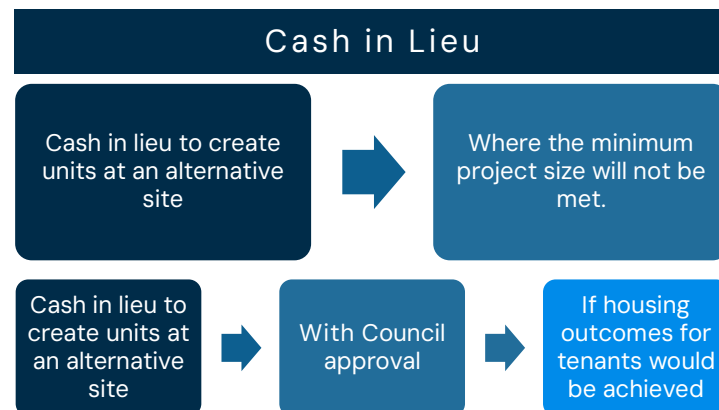 Cash in Lieu
Cash in lieu to create
units at an alternative
site
Where the minimum
project size will not be
met.
Cash in lieu to
create units at
an alternative
site
With Council
approval
If housing
outcomes for
tenants would
be achieved